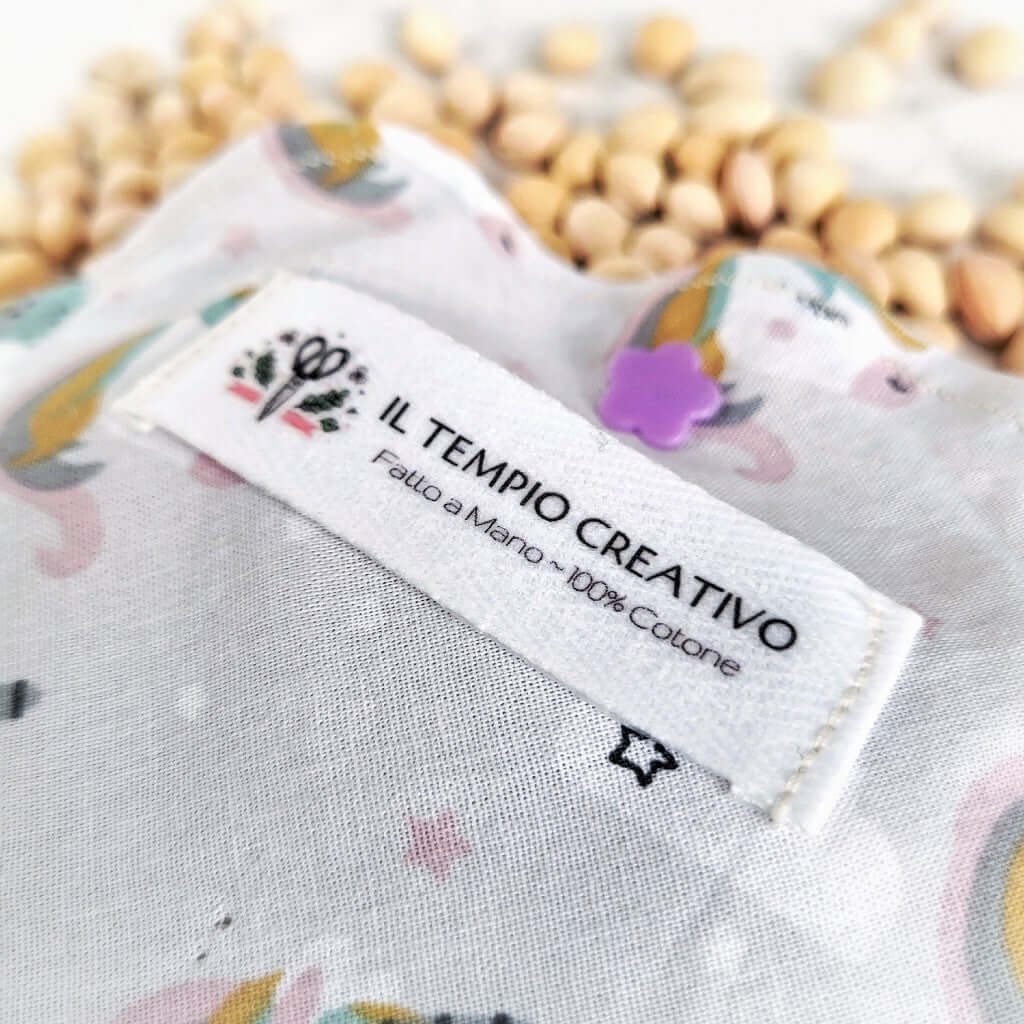 IL TEMPIO CREATIVO
Fatto a Mano ~ 100% Cotone